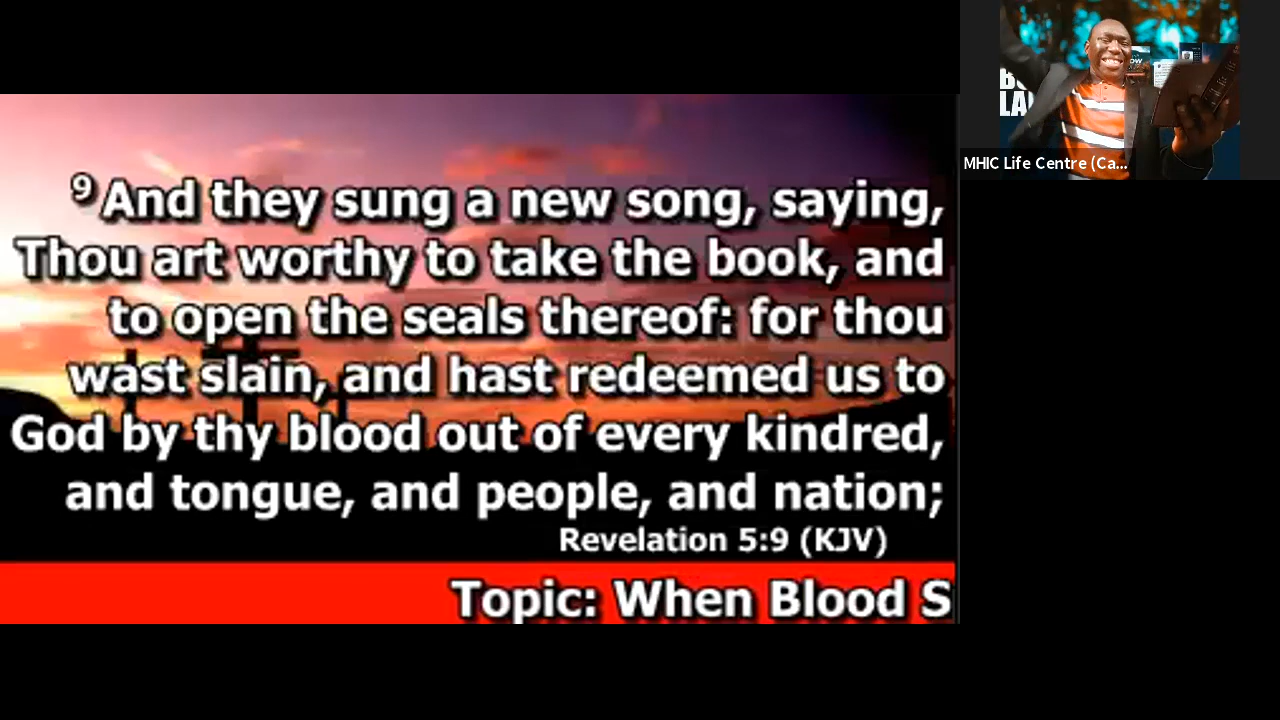 9 And they sung a new song, saying,
Thou art worthy to take the book, and
to open the seals thereof: for thou
wast slain, and hast redeemed us to
God by thy blood out of every kindred,
and tongue, and people, and nation;
Revelation 5:9 (KJV)
Topic: When Blood S
MHIC Life Centre (Ca...